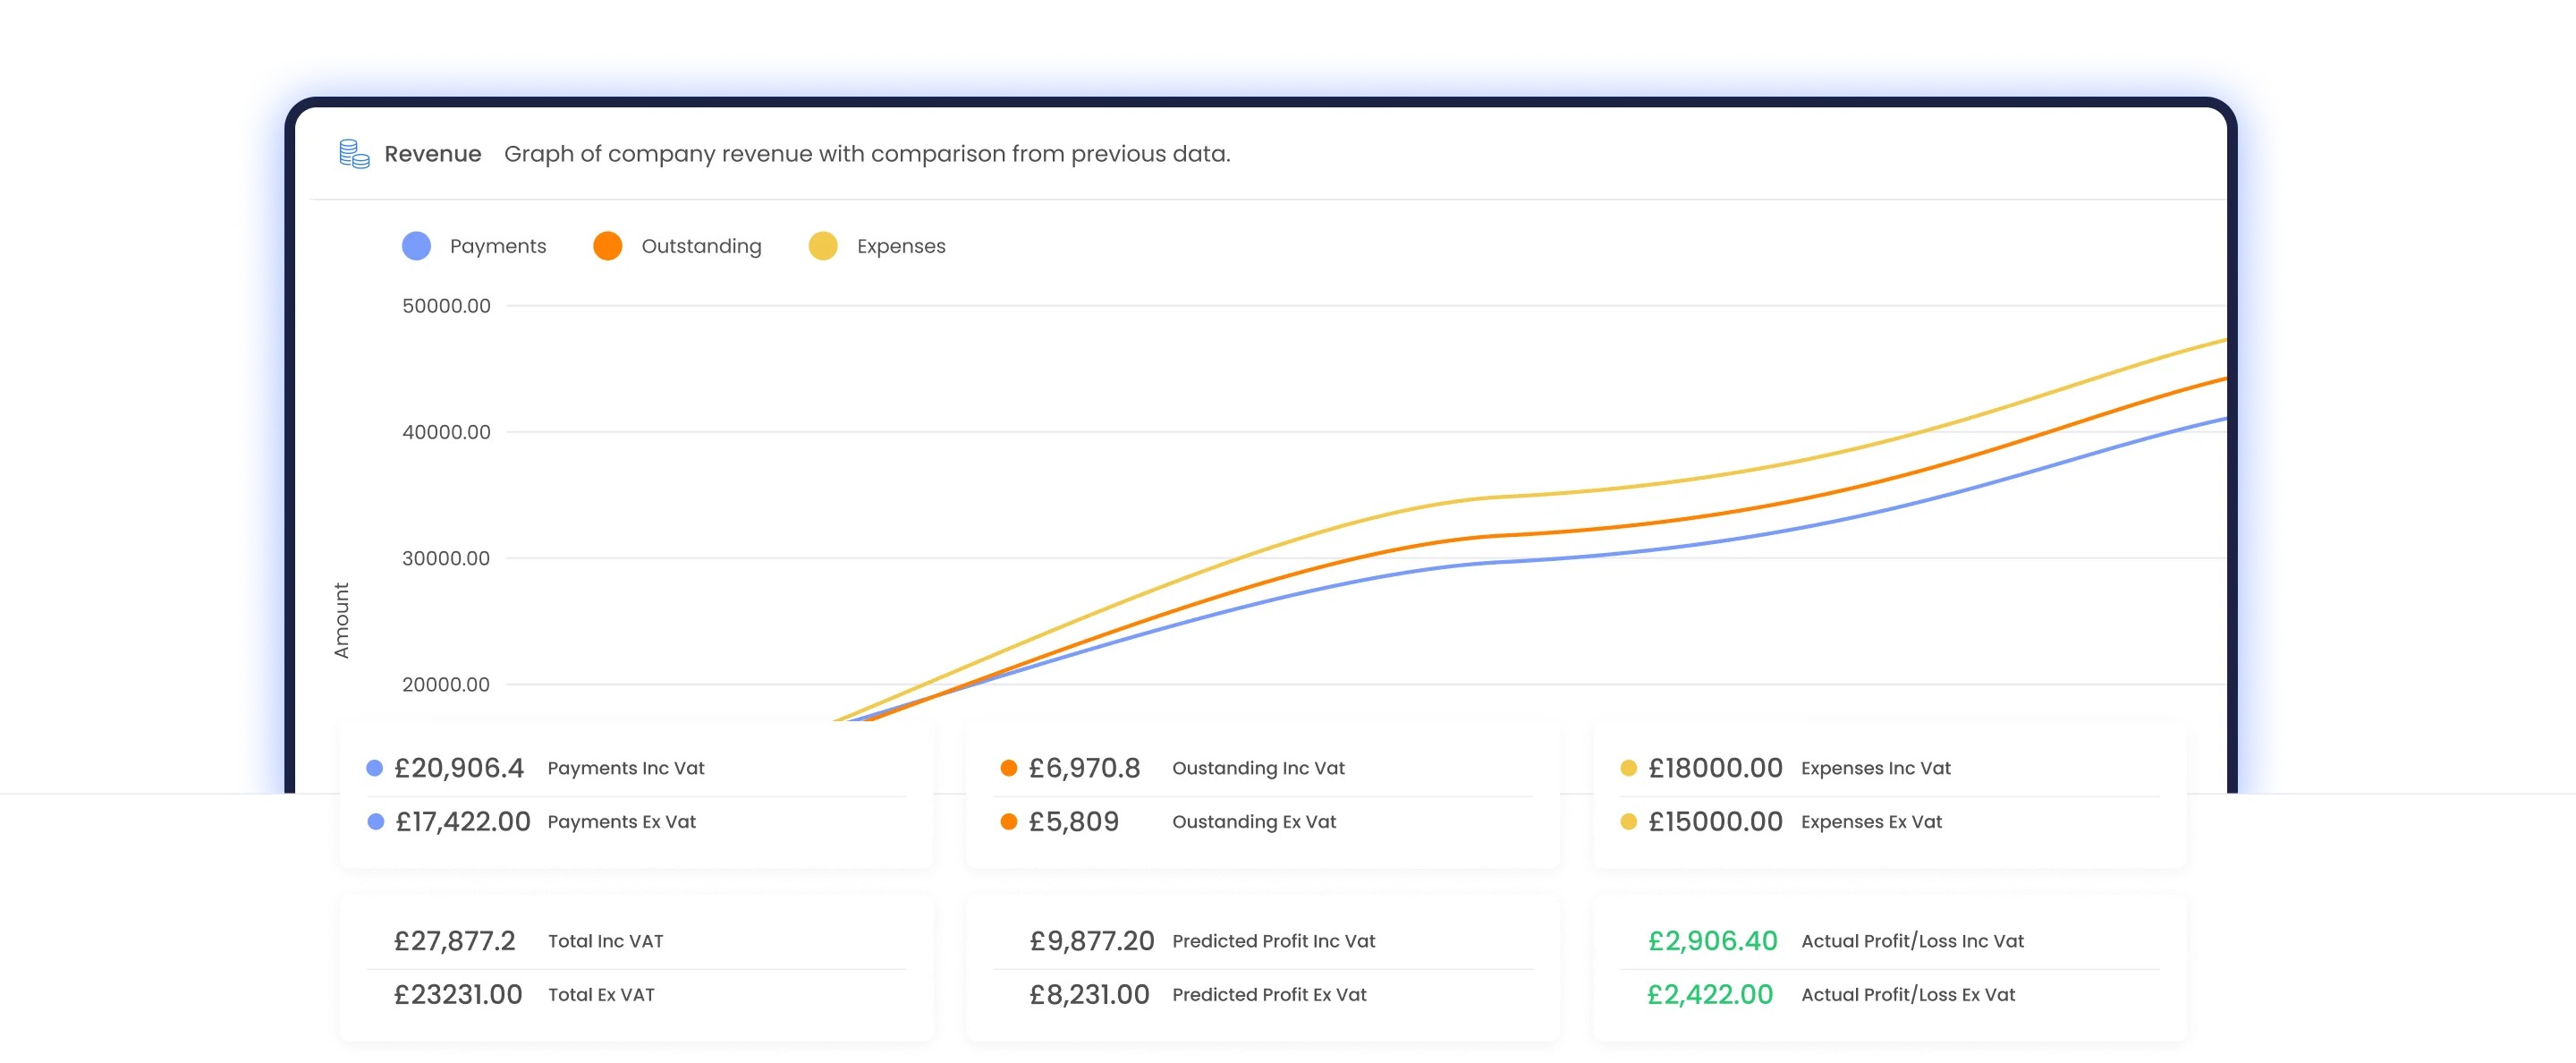 Revenue Graph of company revenue with comparison from previous data.
Payments Outstanding Expenses
50000.00
40000.00
30000.00
Amount
20000.00
£20,906.4 Payments Inc Vat
£17,422.00 Payments Ex Vat
£6,970.8 Oustanding Inc Vat
£5,809 Oustanding Ex Vat
£18000.00 Expenses Inc Vat
£15000.00 Expenses Ex Vat
£27,877.2 Total Inc VAT
£23231.00 Total Ex VAT
£9,877.20 Predicted Profit Inc Vat
£8,231.00 Predicted Profit Ex Vat
£2,906.40 Actual Profit/Loss Inc Vat
£2,422.00 Actual Profit/Loss Ex Vat